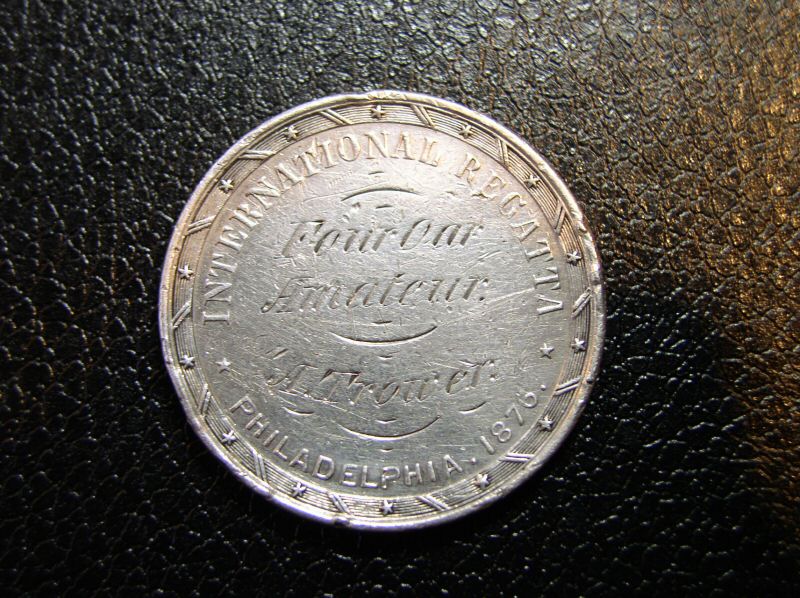 INTERNATIONAL REGATTA
Four Oar
Amateur.
A. Trower.
PHILADELPHIA. 1876.